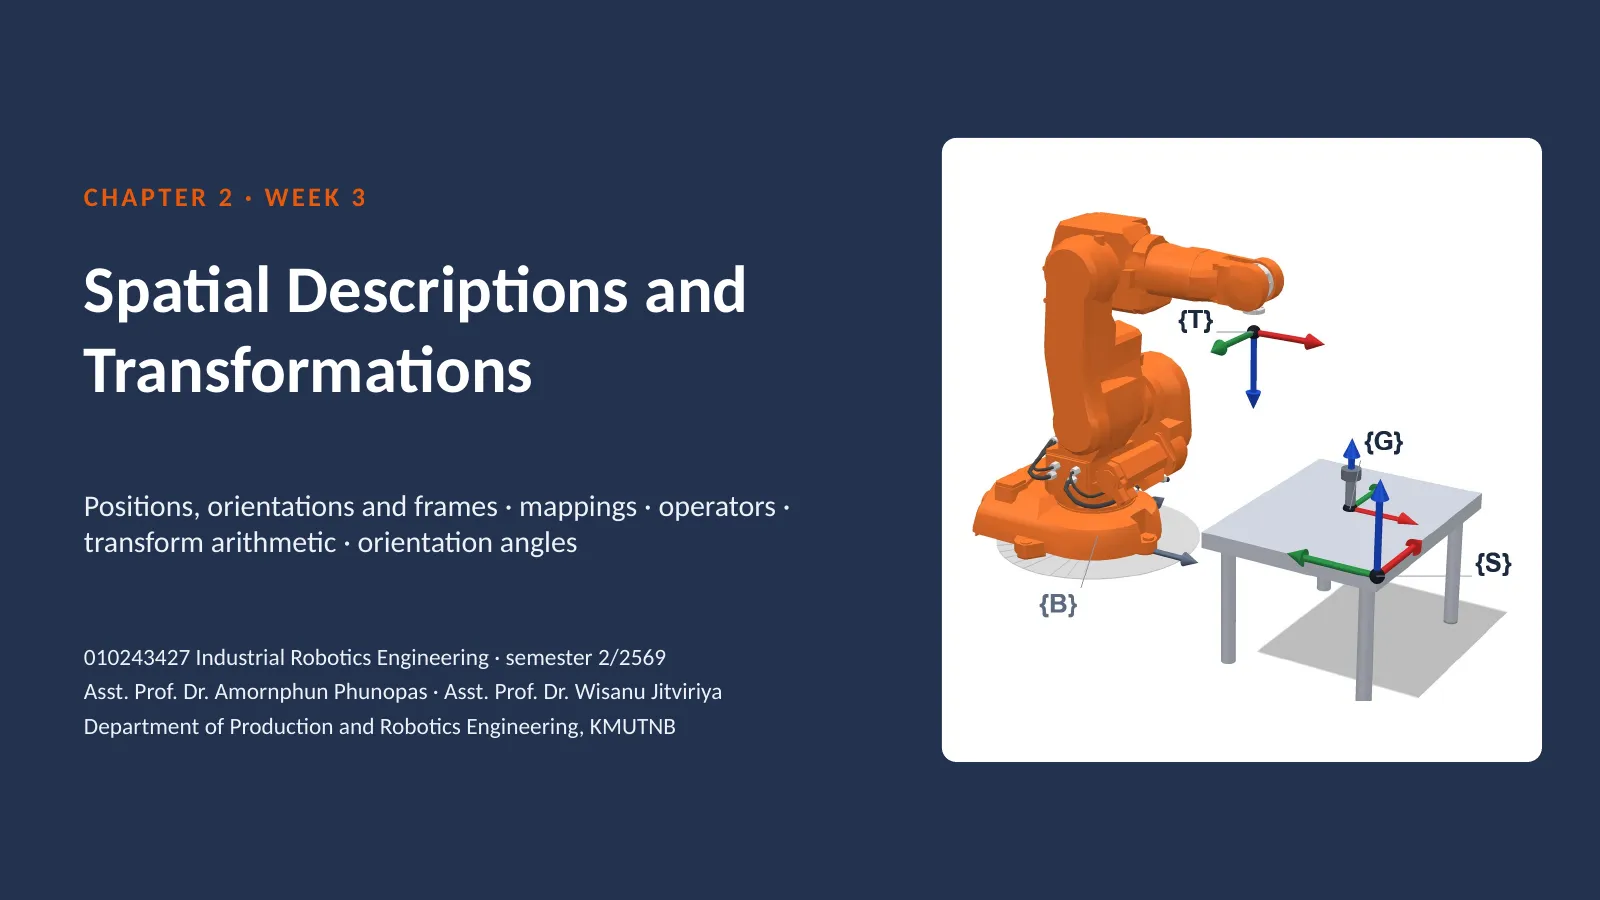 CHAPTER 2 · WEEK 3
Spatial Descriptions and
Transformations
Positions, orientations and frames · mappings · operators ·
transform arithmetic · orientation angles
010243427 Industrial Robotics Engineering · semester 2/2569
Asst. Prof. Dr. Amornphun Phunopas · Asst. Prof. Dr. Wisanu Jitviriya
Department of Production and Robotics Engineering, KMUTNB
{T}
{G}
{S}
{B}